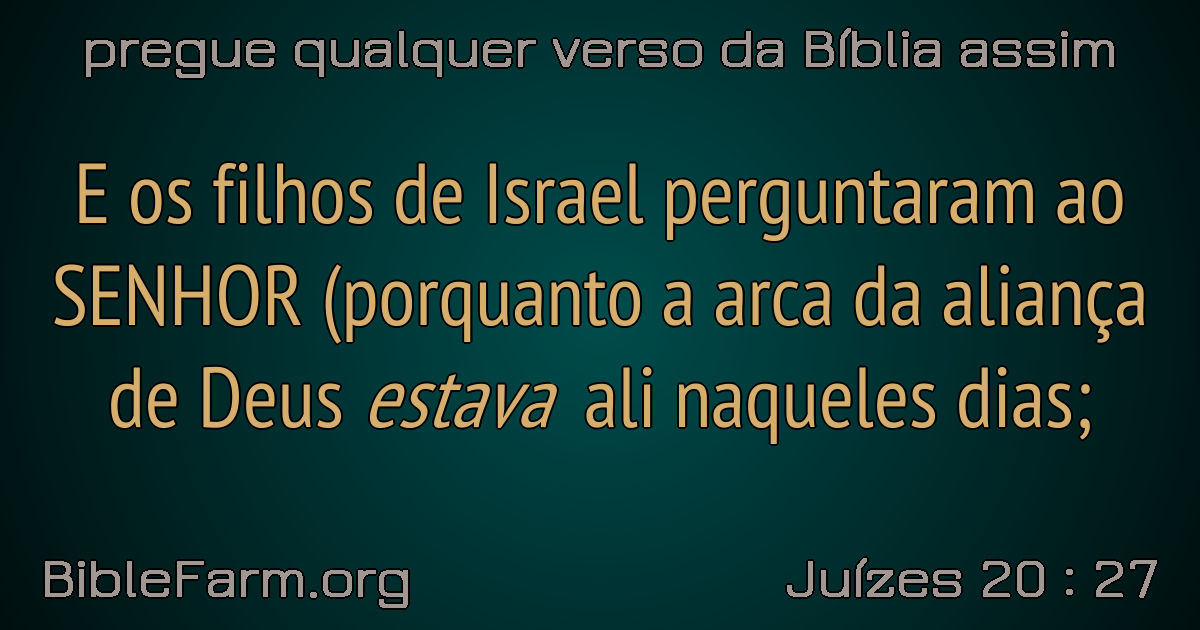 pregue qualquer verso da Bíblia assim
E os filhos de Israel perguntaram ao
SENHOR (porquanto a arca da aliança
de Deus estava ali naqueles dias;
BibleFarm.org
Juízes 20 : 27